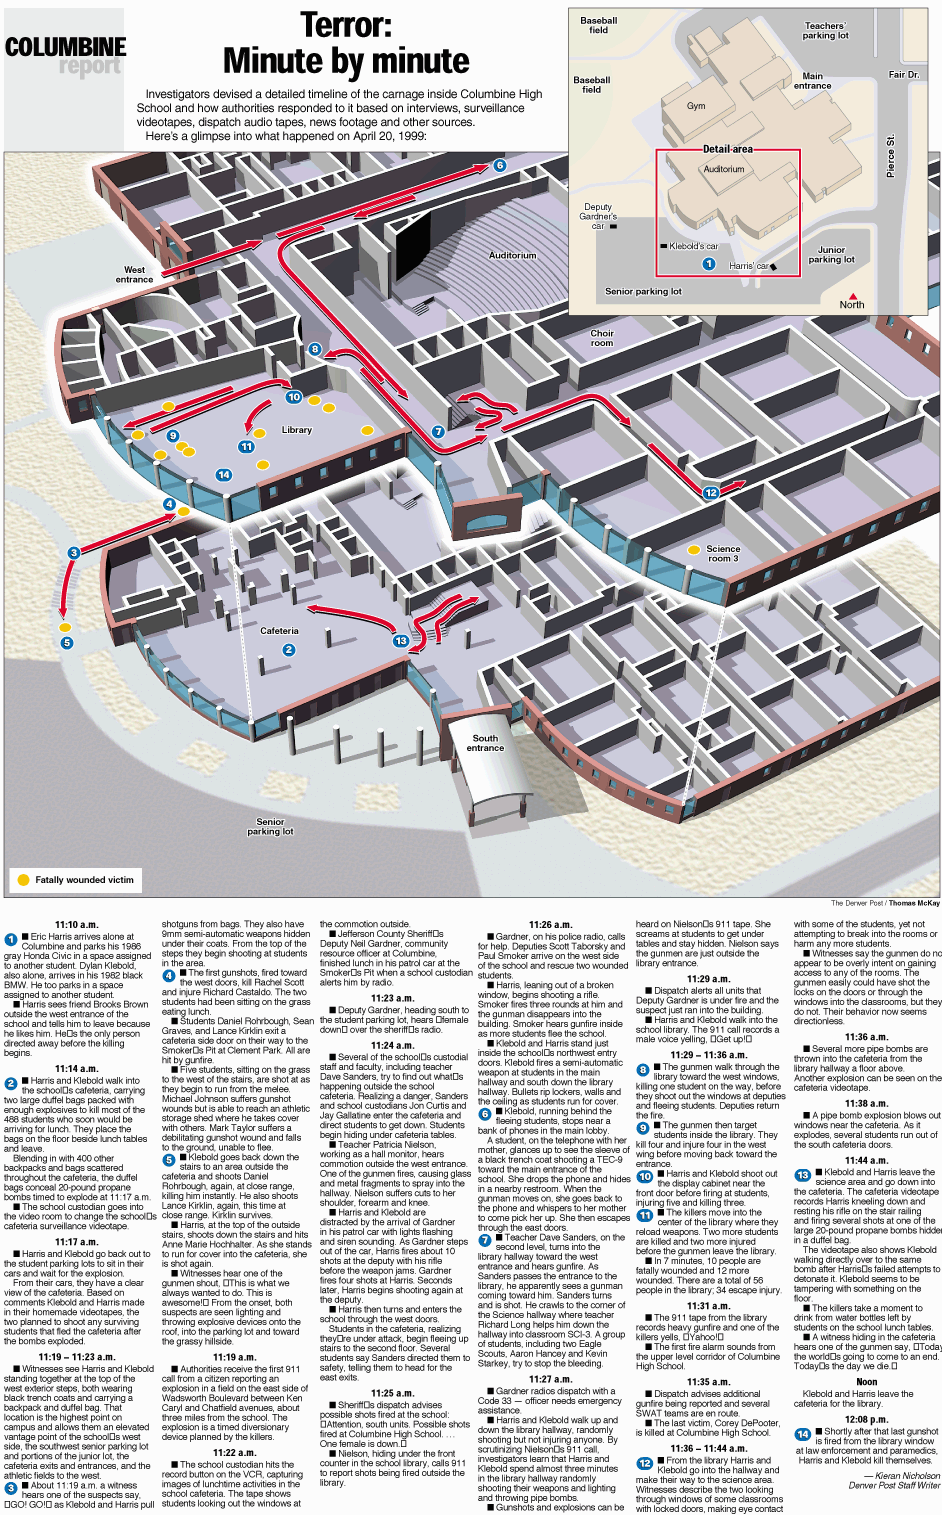 COLUMBINE
report
Terror:
Minute by minute
Investigators devised a detailed timeline of the carnage inside Columbine High
School and how authorities responded to it based on interviews, surveillance
videotapes, dispatch audio tapes, news footage and other sources.
Here's a glimpse into what happened on April 20, 1999:
Baseball
field
Teachers'
parking lot
Baseball
field
Main
entrance
Fair Dr.
Gym
Pierce St.
Detail area
Auditorium
Deputy
Gardner's
car
Klebold's car
1
Harris' car
Junior
parking lot
Senior parking lot
North
6
West
entrance
Auditorium
Choir
room
8
10
7
9
Library
11
14
12
4
3
Science
room 3
5
Cafeteria
2
13
South
entrance
Senior
parking lot
Fatally wounded victim
The Denver Post / Thomas McKay
11:10 a.m.
1 ■ Eric Harris arrives alone at
Columbine and parks his 1986
gray Honda Civic in a space assigned
to another student. Dylan Klebold,
also alone, arrives in his 1982 black
BMW. He too parks in a space
assigned to another student.
■ Harris sees friend Brooks Brown
outside the west entrance of the
school and tells him to leave because
he likes him. He□s the only person
directed away before the killing
begins.
11:14 a.m.
2 ■ Harris and Klebold walk into
the school□s cafeteria, carrying
two large duffel bags packed with
enough explosives to kill most of the
488 students who soon would be
arriving for lunch. They place the
bags on the floor beside lunch tables
and leave.
Blending in with 400 other
backpacks and bags scattered
throughout the cafeteria, the duffel
bags conceal 20-pound propane
bombs timed to explode at 11:17 a.m.
■ The school custodian goes into
the video room to change the school□s
cafeteria surveillance videotape.
11:17 a.m.
■ Harris and Klebold go back out to
the student parking lots to sit in their
cars and wait for the explosion.
From their cars, they have a clear
view of the cafeteria. Based on
comments Klebold and Harris made
in their homemade videotapes, the
two planned to shoot any surviving
students that fled the cafeteria after
the bombs exploded.
11:19 – 11:23 a.m.
■ Witnesses see Harris and Klebold
standing together at the top of the
west exterior steps, both wearing
black trench coats and carrying a
backpack and duffel bag. That
location is the highest point on
campus and allows them an elevated
vantage point of the school□s west
side, the southwest senior parking lot
and portions of the junior lot, the
cafeteria exits and entrances, and the
athletic fields to the west.
3 ■ About 11:19 a.m. a witness
hears one of the suspects say,
□GO! GO!□ as Klebold and Harris pull
shotguns from bags. They also have
9mm semi-automatic weapons hidden
under their coats. From the top of the
steps they begin shooting at students
in the area.
4 ■ The first gunshots, fired toward
the west doors, kill Rachel Scott
and injure Richard Castaldo. The two
students had been sitting on the grass
eating lunch.
■ Students Daniel Rohrbough, Sean
Graves, and Lance Kirklin exit a
cafeteria side door on their way to the
Smoker□s Pit at Clement Park. All are
hit by gunfire.
■ Five students, sitting on the grass
to the west of the stairs, are shot at as
they begin to run from the melee.
Michael Johnson suffers gunshot
wounds but is able to reach an athletic
storage shed where he takes cover
with others. Mark Taylor suffers a
debilitating gunshot wound and falls
to the ground, unable to flee.
5 ■ Klebold goes back down the
stairs to an area outside the
cafeteria and shoots Daniel
Rohrbough, again, at close range,
killing him instantly. He also shoots
Lance Kirklin, again, this time at
close range. Kirklin survives.
■ Harris, at the top of the outside
stairs, shoots down the stairs and hits
Anne Marie Hochhalter. As she stands
to run for cover into the cafeteria, she
is shot again.
■ Witnesses hear one of the
gunmen shout, □This is what we
always wanted to do. This is
awesome!□ From the onset, both
suspects are seen lighting and
throwing explosive devices onto the
roof, into the parking lot and toward
the grassy hillside.
11:19 a.m.
■ Authorities receive the first 911
call from a citizen reporting an
explosion in a field on the east side of
Wadsworth Boulevard between Ken
Caryl and Chatfield avenues, about
three miles from the school. The
explosion is a timed diversionary
device planned by the killers.
11:22 a.m.
■ The school custodian hits the
record button on the VCR, capturing
images of lunchtime activities in the
school cafeteria. The tape shows
students looking out the windows at
the commotion outside.
■ Jefferson County Sheriff□s
Deputy Neil Gardner, community
resource officer at Columbine,
finished lunch in his patrol car at the
Smoker□s Pit when a school custodian
alerts him by radio.
11:23 a.m.
■ Deputy Gardner, heading south to
the student parking lot, hears □female
down□ over the sheriff□s radio.
11:24 a.m.
■ Several of the school□s custodial
staff and faculty, including teacher
Dave Sanders, try to find out what□s
happening outside the school
cafeteria. Realizing a danger, Sanders
and school custodians Jon Curtis and
Jay Gallatine enter the cafeteria and
direct students to get down. Students
begin hiding under cafeteria tables.
■ Teacher Patricia Nielson,
working as a hall monitor, hears
commotion outside the west entrance.
One of the gunmen fires, causing glass
and metal fragments to spray into the
hallway. Nielson suffers cuts to her
shoulder, forearm and knee.
■ Harris and Klebold are
distracted by the arrival of Gardner
in his patrol car with lights flashing
and siren sounding. As Gardner steps
out of the car, Harris fires about 10
shots at the deputy with his rifle
before the weapon jams. Gardner
fires four shots at Harris. Seconds
later, Harris begins shooting again at
the deputy.
■ Harris then turns and enters the
school through the west doors.
Students in the cafeteria, realizing
they□re under attack, begin fleeing up
stairs to the second floor. Several
students say Sanders directed them to
safety, telling them to head for the
east exits.
11:25 a.m.
■ Sheriff□s dispatch advises
possible shots fired at the school:
□Attention, south units. Possible shots
fired at Columbine High School. …
One female is down.□
■ Nielson, hiding under the front
counter in the school library, calls 911
to report shots being fired outside the
library.
11:26 a.m.
■ Gardner, on his police radio, calls
for help. Deputies Scott Taborsky and
Paul Smoker arrive on the west side
of the school and rescue two wounded
students.
■ Harris, leaning out of a broken
window, begins shooting a rifle.
Smoker fires three rounds at him and
the gunman disappears into the
building. Smoker hears gunfire inside
as more students flee the school.
■ Harris and Klebold stand just
inside the school□s northwest entry
doors. Klebold fires a semi-automatic
weapon at students in the main
hallway and south down the library
hallway. Bullets rip lockers, walls and
the ceiling as students run for cover.
6 ■ Klebold, running behind the
fleeing students, stops near a
bank of phones in the main lobby.
A student, on the telephone with her
mother, glances up to see the sleeve of
a black trench coat shooting a TEC-9
toward the main entrance of the
school. She drops the phone and hides
in a nearby restroom. When the
gunman moves on, she goes back to
the phone and whispers to her mother
to come pick her up. She then escapes
through the east doors.
7 ■ Teacher Dave Sanders, on the
second level, turns into the
library hallway toward the west
entrance and hears gunfire. As
Sanders passes the entrance to the
library, he apparently sees a gunman
coming toward him. Sanders turns
and is shot. He crawls to the corner of
the Science hallway where teacher
Richard Long helps him down the
hallway into classroom SCI-3. A group
of students, including two Eagle
Scouts, Aaron Hancey and Kevin
Starkey, try to stop the bleeding.
11:27 a.m.
■ Gardner radios dispatch with a
Code 33 — officer needs emergency
assistance.
■ Harris and Klebold walk up and
down the library hallway, randomly
shooting but not injuring anyone. By
scrutinizing Nielson□s 911 call,
investigators learn that Harris and
Klebold spend almost three minutes
in the library hallway randomly
shooting their weapons and lighting
and throwing pipe bombs.
■ Gunshots and explosions can be
heard on Nielson□s 911 tape. She
screams at students to get under
tables and stay hidden. Nielson says
the gunmen are just outside the
library entrance.
11:29 a.m.
■ Dispatch alerts all units that
Deputy Gardner is under fire and the
suspect just ran into the building.
■ Harris and Klebold walk into the
school library. The 911 call records a
male voice yelling, □Get up!□
11:29 – 11:36 a.m.
8 ■ The gunmen walk through the
library toward the west windows,
killing one student on the way, before
they shoot out the windows at deputies
and fleeing students. Deputies return
the fire.
9 ■ The gunmen then target
students inside the library. They
kill four and injure four in the west
wing before moving back toward the
entrance.
10 ■ Harris and Klebold shoot out
the display cabinet near the
front door before firing at students,
injuring five and killing three.
11 ■ The killers move into the
center of the library where they
reload weapons. Two more students
are killed and two more injured
before the gunmen leave the library.
■ In 7 minutes, 10 people are
fatally wounded and 12 more
wounded. There are a total of 56
people in the library; 34 escape injury.
11:31 a.m.
■ The 911 tape from the library
records heavy gunfire and one of the
killers yells, □Yahoo!□
■ The first fire alarm sounds from
the upper level corridor of Columbine
High School.
11:35 a.m.
■ Dispatch advises additional
gunfire being reported and several
SWAT teams are en route.
■ The last victim, Corey DePooter,
is killed at Columbine High School.
11:36 – 11:44 a.m.
12 ■ From the library Harris and
Klebold go into the hallway and
make their way to the science area.
Witnesses describe the two looking
through windows of some classrooms
with locked doors, making eye contact
with some of the students, yet not
attempting to break into the rooms or
harm any more students.
■ Witnesses say the gunmen do not
appear to be overly intent on gaining
access to any of the rooms. The
gunmen easily could have shot the
locks on the doors or through the
windows into the classrooms, but they
do not. Their behavior now seems
directionless.
11:36 a.m.
■ Several more pipe bombs are
thrown into the cafeteria from the
library hallway a floor above.
Another explosion can be seen on the
cafeteria videotape.
11:38 a.m.
■ A pipe bomb explosion blows out
windows near the cafeteria. As it
explodes, several students run out of
the south cafeteria doors.
11:44 a.m.
13 ■ Klebold and Harris leave the
science area and go down into
the cafeteria. The cafeteria videotape
records Harris kneeling down and
resting his rifle on the stair railing
and firing several shots at one of the
large 20-pound propane bombs hidden
in a duffel bag.
The videotape also shows Klebold
walking directly over to the same
bomb after Harris□s failed attempts to
detonate it. Klebold seems to be
tampering with something on the
floor.
■ The killers take a moment to
drink from water bottles left by
students on the school lunch tables.
■ A witness hiding in the cafeteria
hears one of the gunmen say, □Today
the world□s going to come to an end.
Today□s the day we die.□
Noon
Klebold and Harris leave the
cafeteria for the library.
12:08 p.m.
14 ■ Shortly after that last gunshot
is fired from the library window
at law enforcement and paramedics,
Harris and Klebold kill themselves.
— Kieran Nicholson
Denver Post Staff Writer